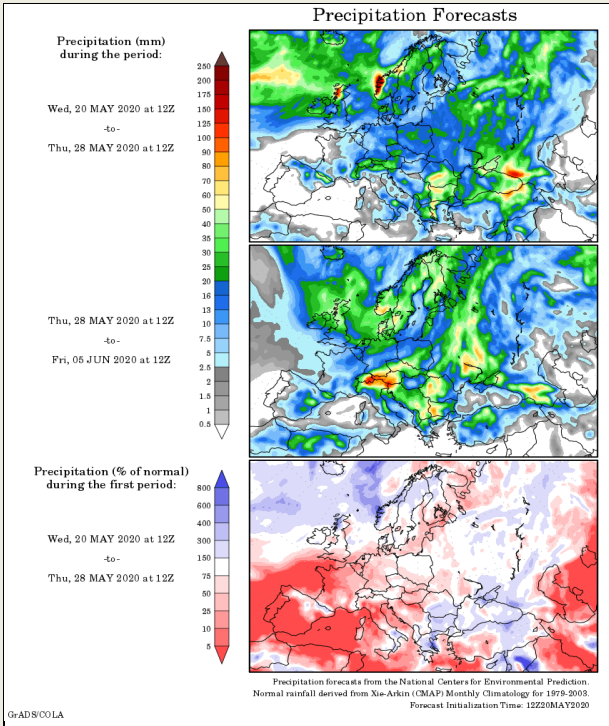 Precipitation Forecasts
Precipitation (mm)
during the period:
Wed, 20 MAY 2020 at 12Z
-to-
Thu, 28 MAY 2020 at 12Z
250
200
175
150
125
100
90
80
70
60
50
40
35
30
25
20
16
13
10
7.5
5
2.5
2
1.5
1
0.5
Thu, 28 MAY 2020 at 12Z
-to-
Fri, 05 JUN 2020 at 12Z
Precipitation (% of normal)
during the first period:
Wed, 20 MAY 2020 at 12Z
-to-
Thu, 28 MAY 2020 at 12Z
800
600
400
300
150
75
50
25
10
5
Precipitation forecasts from the National Centers for Environmental Prediction.
Normal rainfall derived from Xie-Arkin (CMAP) Monthly Climatology for 1979-2003.
Forecast Initialization Time: 12Z20MAY2020
GrADS/COLA